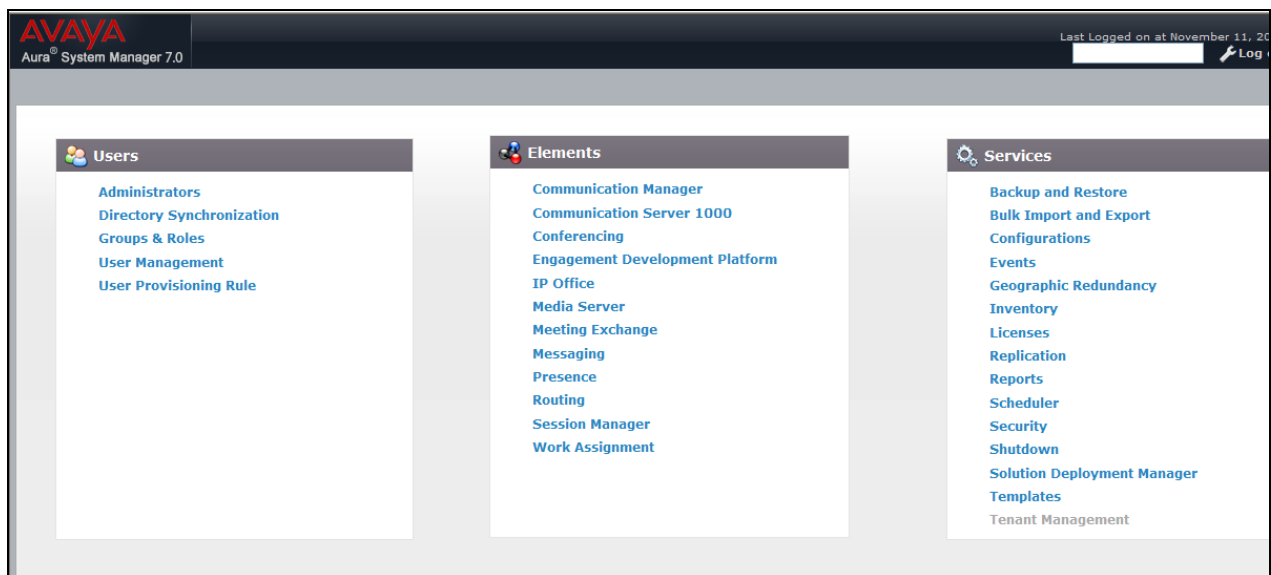 AVAYA
Aura® System Manager 7.0
Last Logged on at November 11, 20
Log
Users
Administrators
Directory Synchronization
Groups & Roles
User Management
User Provisioning Rule
Elements
Communication Manager
Communication Server 1000
Conferencing
Engagement Development Platform
IP Office
Media Server
Meeting Exchange
Messaging
Presence
Routing
Session Manager
Work Assignment
Services
Backup and Restore
Bulk Import and Export
Configurations
Events
Geographic Redundancy
Inventory
Licenses
Replication
Reports
Scheduler
Security
Shutdown
Solution Deployment Manager
Templates
Tenant Management